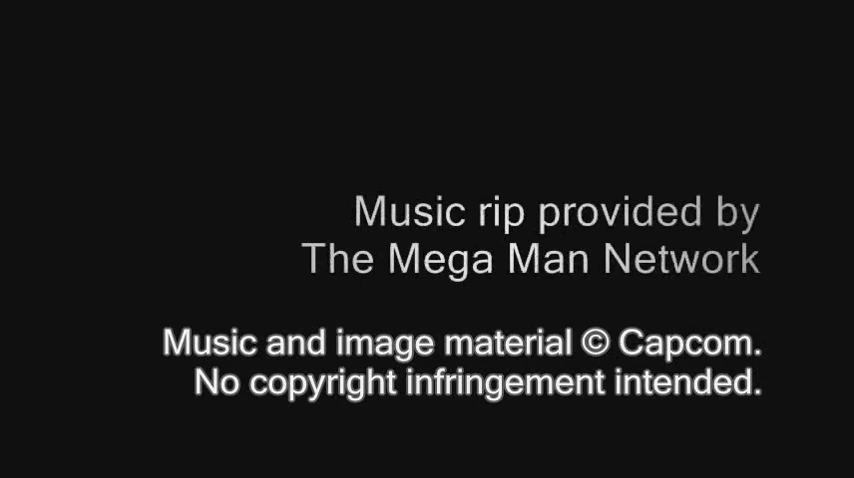 Music rip provided by
The Mega Man Network
Music and image material © Capcom.
No copyright infringement intended.